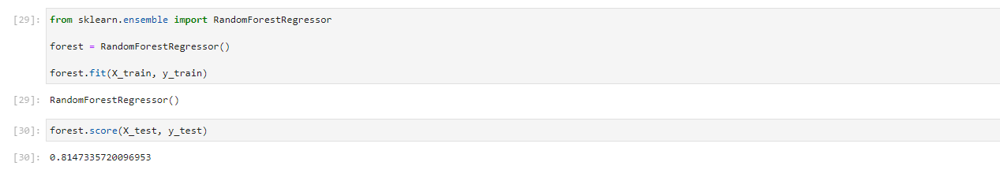 [29]: from sklearn.ensemble import RandomForestRegressor
forest = RandomForestRegressor()
forest.fit(X_train, y_train)
[29]: RandomForestRegressor()
[30]: forest.score(X_test, y_test)
[30]: 0.8147335720096953